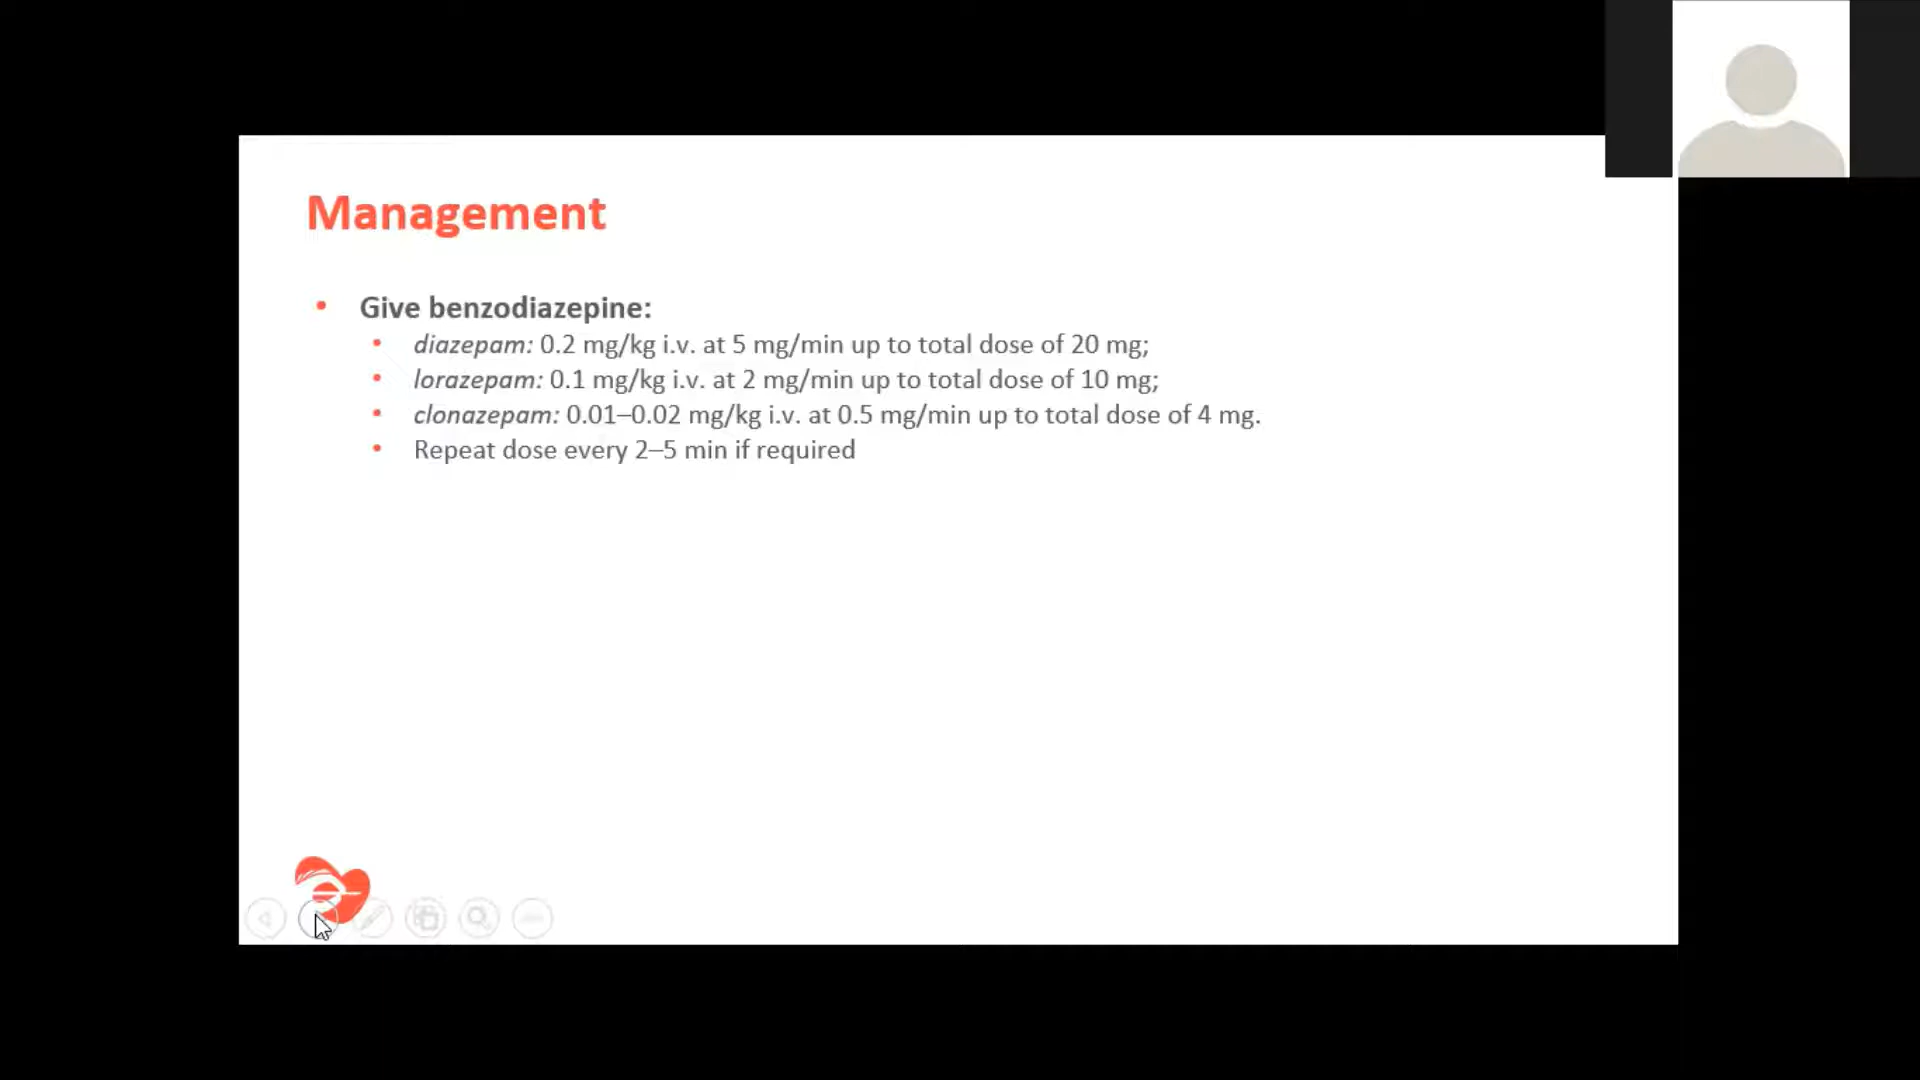 Management
Give benzodiazepine:
diazepam: 0.2 mg/kg i.v. at 5 mg/min up to total dose of 20 mg;
lorazepam: 0.1 mg/kg i.v. at 2 mg/min up to total dose of 10 mg;
clonazepam: 0.01–0.02 mg/kg i.v. at 0.5 mg/min up to total dose of 4 mg.
Repeat dose every 2–5 min if required